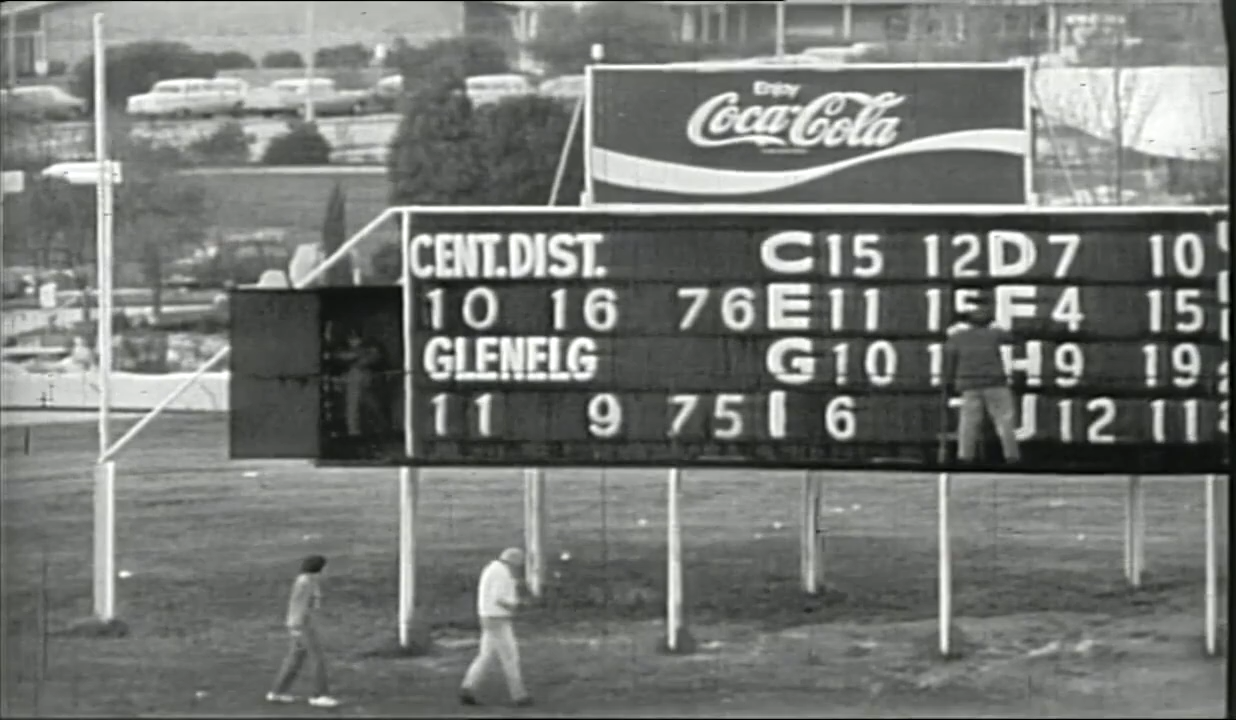 Enjoy
Coca-Cola
CENT.DIST. C 15 12 D 7 10
10 16 76 E 11 15 F 4 15
GLENELG G 10 H 9 19
11 9 75 I 6 J 12 11